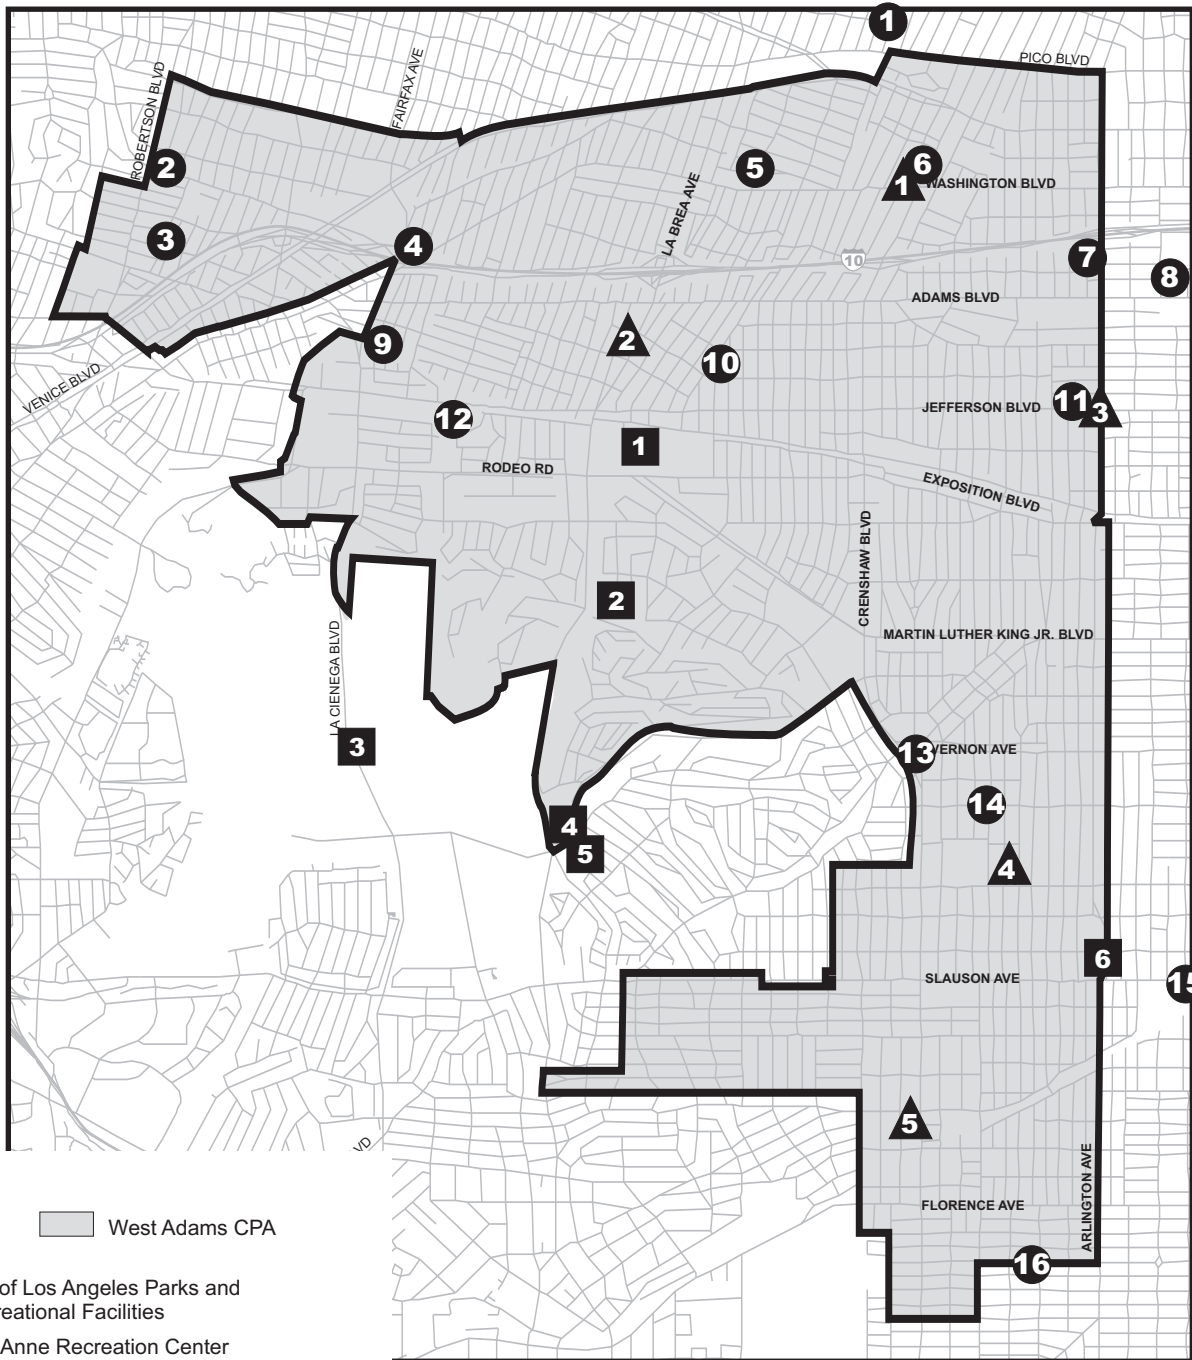 1
PICO BLVD
ROBERTSON BLVD
FAIRFAX AVE
2
5
6
1
WASHINGTON BLVD
LA BREA AVE
3
4
7
10
8
ADAMS BLVD
2
9
10
VENICE BLVD
12
11
3
JEFFERSON BLVD
1
RODEO RD
EXPOSITION BLVD
CRENSHAW BLVD
2
MARTIN LUTHER KING JR. BLVD
LA CIENEGA BLVD
3
13
VERNON AVE
14
4
5
4
6
SLAUSON AVE
15
5
VD
ARLINGTON AVE
FLORENCE AVE
16
West Adams CPA
of Los Angeles Parks and
reational Facilities
Anne Recreation Center